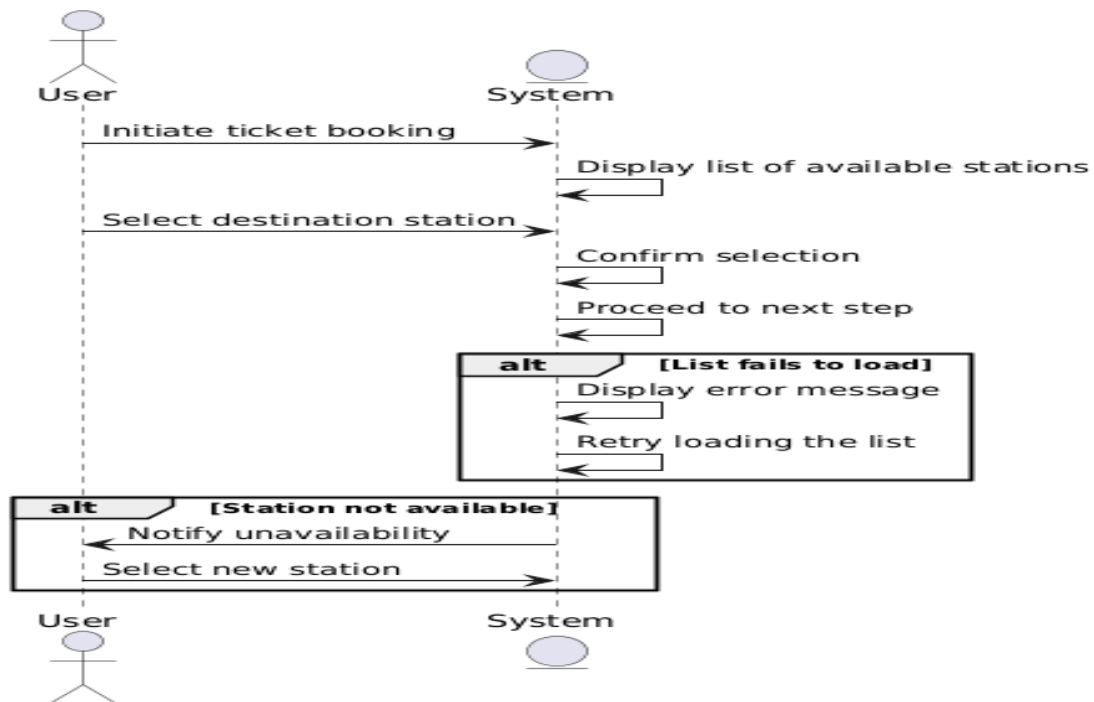 User
System
Initiate ticket booking
Display list of available stations
Select destination station
Confirm selection
Proceed to next step
alt [List fails to load]
Display error message
Retry loading the list
alt [Station not available]
Notify unavailability
Select new station
User
System